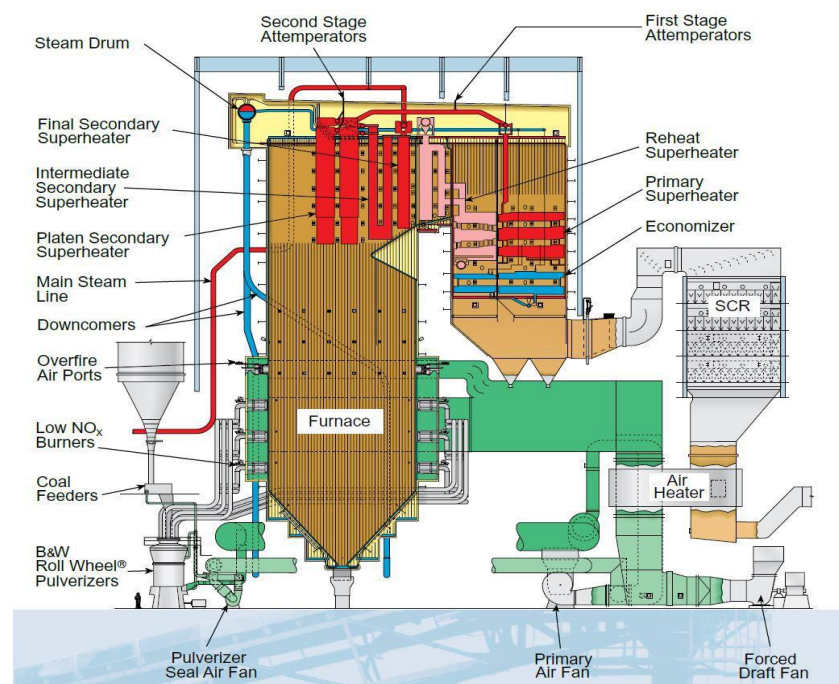 Steam Drum
Second Stage
Attemperators
First Stage
Attemperators
Final Secondary
Superheater
Intermediate
Secondary
Superheater
Platen Secondary
Superheater
Main Steam
Line
Downcomers
Overfire
Air Ports
Low NOx
Burners
Coal
Feeders
B&W
Roll Wheel® 
Pulverizers
Reheat
Superheater
Primary
Superheater
Economizer
SCR
Furnace
Air
Heater
Pulverizer
Seal Air Fan
Primary
Air Fan
Forced
Draft Fan